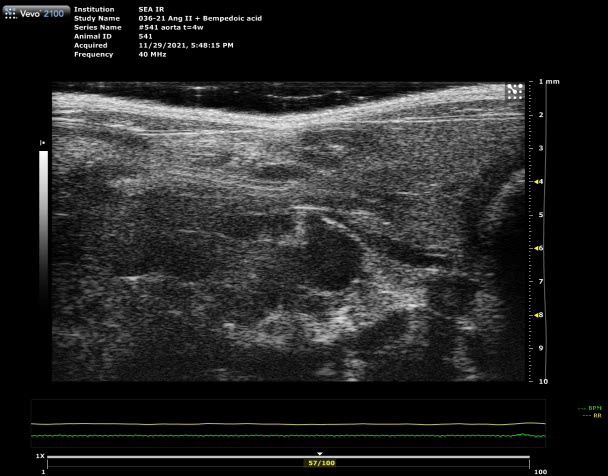 Vevo 2100
Institution SEA IR
Study Name 036-21 Ang II + Bempedoic acid
Series Name #541 aorta t=4w
Animal ID 541
Acquired 11/29/2021, 5:48:15 PM
Frequency 40 MHz
1 mm
2
3
4
5
6
7
8
9
10
BPM
RR
1X
57/100
1 100